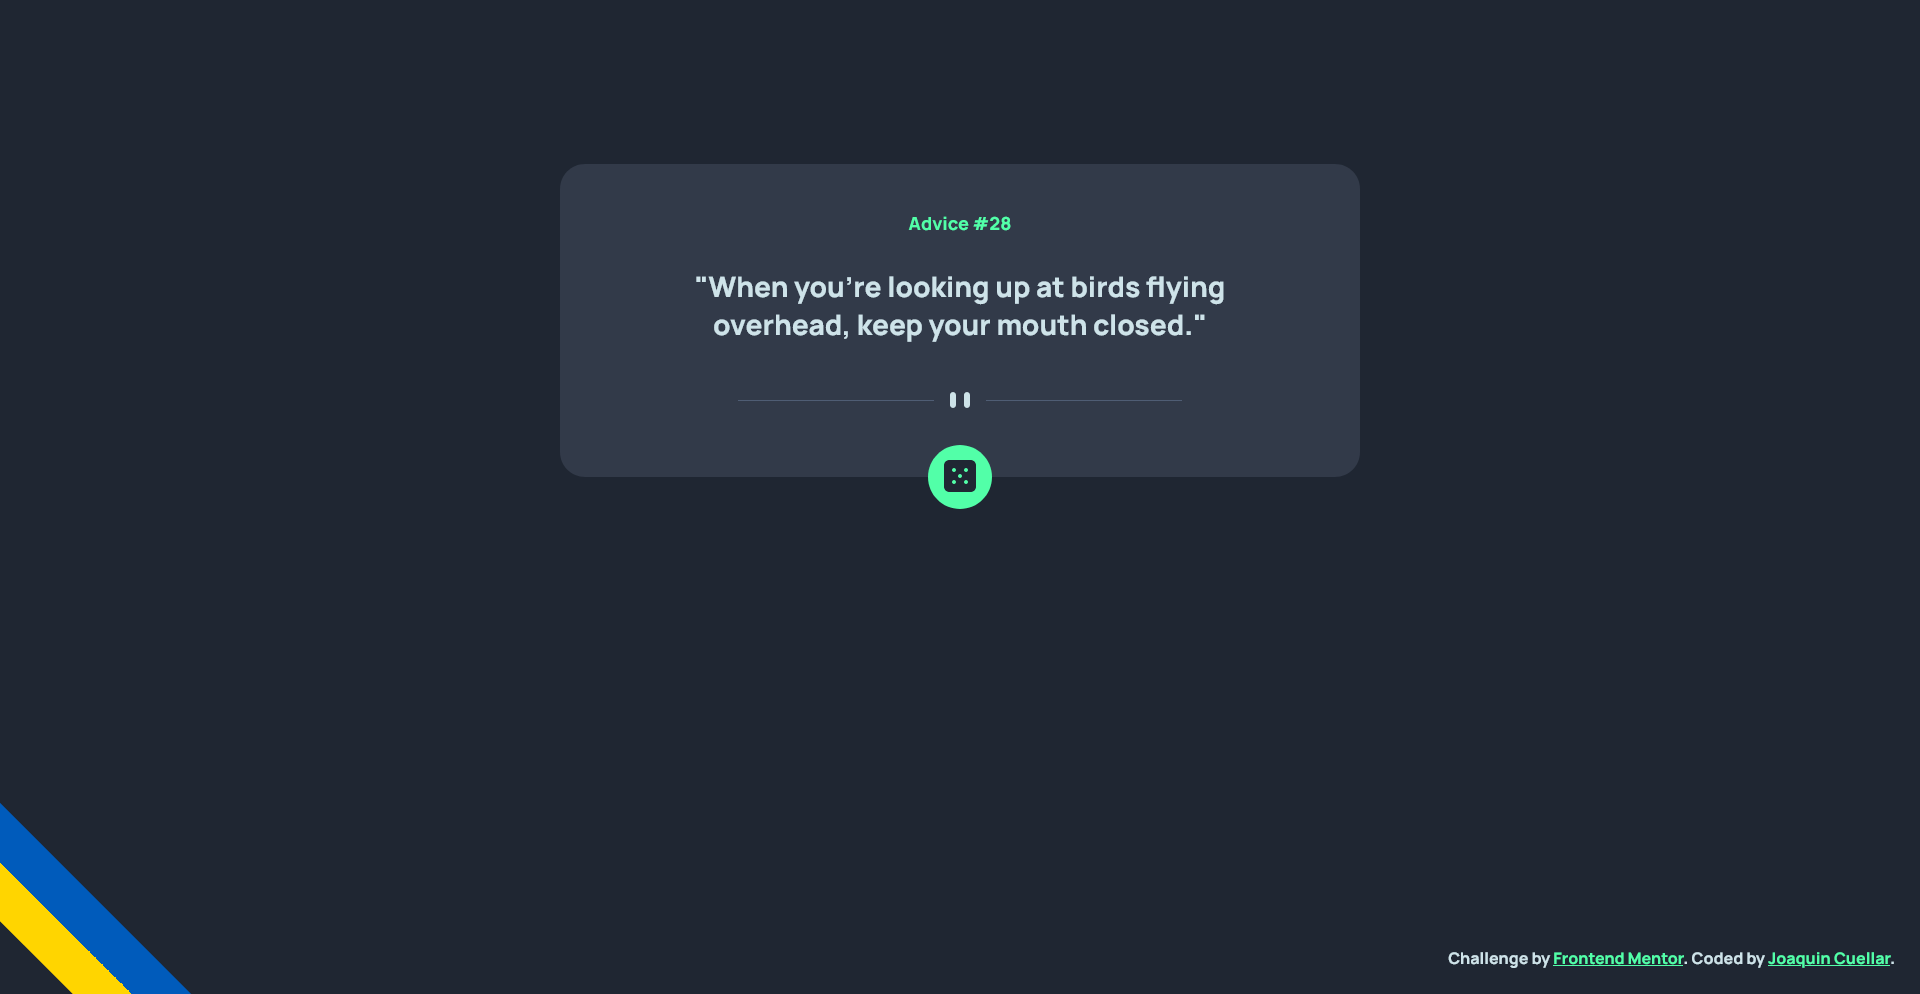 Advice #28
"When you’re looking up at birds flying
overhead, keep your mouth closed."
Challenge by Frontend Mentor. Coded by Joaquin Cuellar.